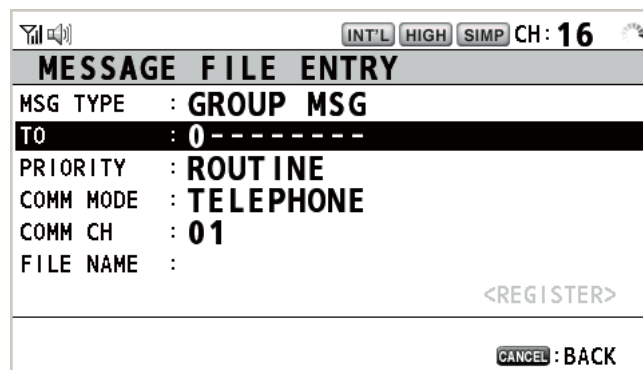 INT'L HIGH SIMP CH: 16
MESSAGE FILE ENTRY
MSG TYPE : GROUP MSG
TO : 0--------
PRIORITY : ROUTINE
COMM MODE : TELEPHONE
COMM CH : 01
FILE NAME :
<REGISTER>
CANCEL : BACK